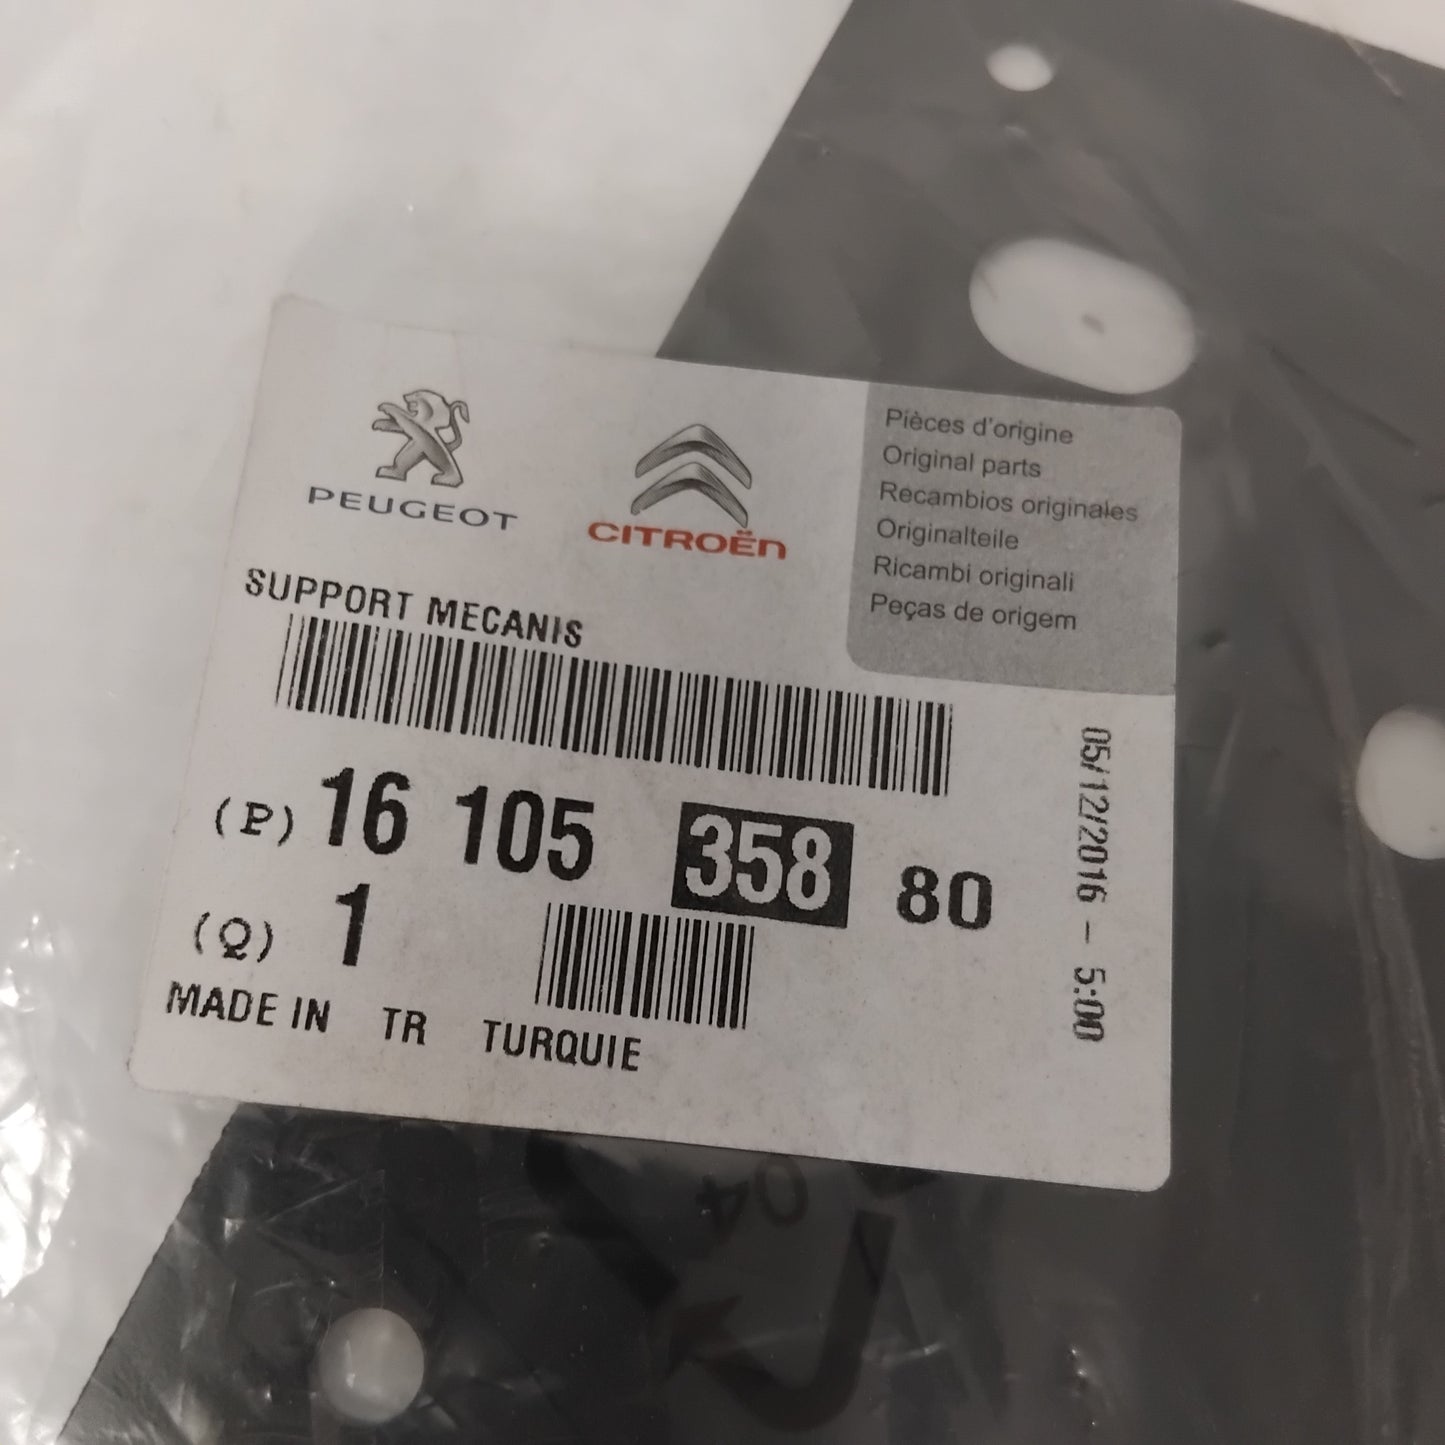 PEUGEOT
CITROËN
Pièces d'origine
Original parts
Recambios originales
Originalteile
Ricambi originali
Peças de origem
SUPPORT MECANIS
(P) 16 105 358 80
(Q) 1
MADE IN TR TURQUIE
05/12/2016 - 5:00
04